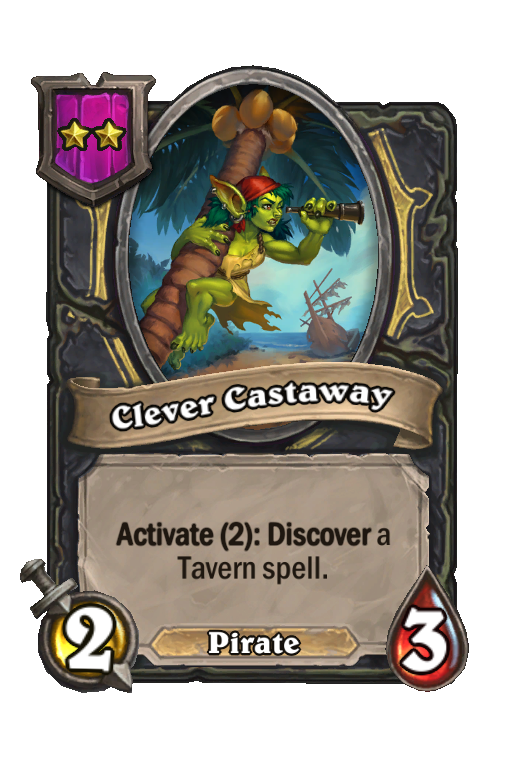 Clever Castaway
Activate (2): Discover a
Tavern spell.
2
Pirate
3